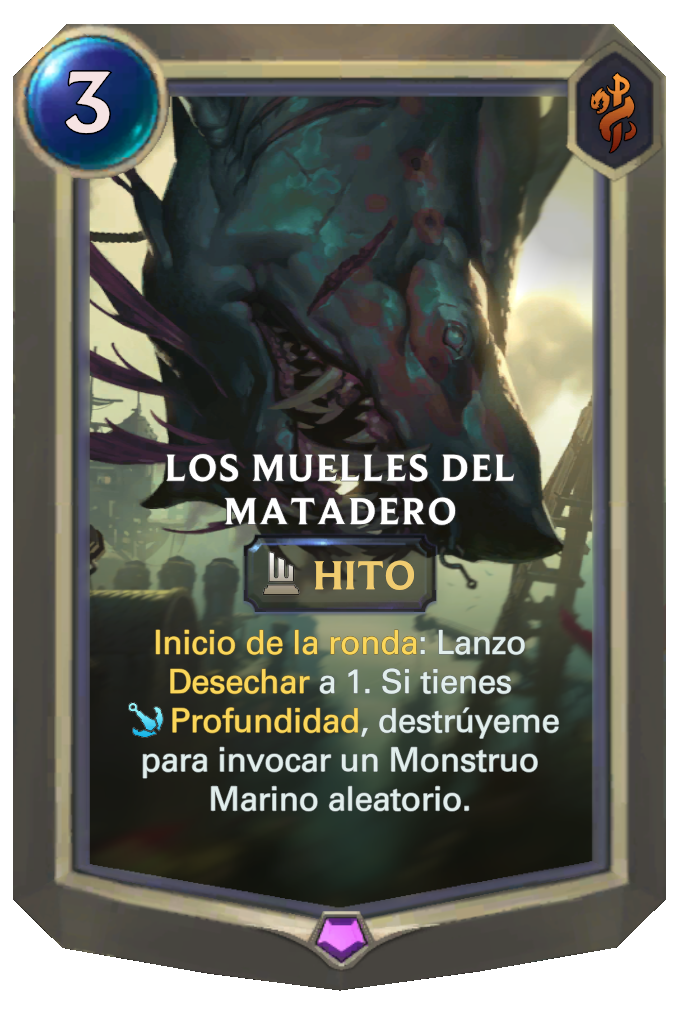 3
LOS MUELLES DEL
MATADERO
HITO
Inicio de la ronda: Lanzo
Desechar a 1. Si tienes
Profundidad, destrúyeme
para invocar un Monstruo
Marino aleatorio.